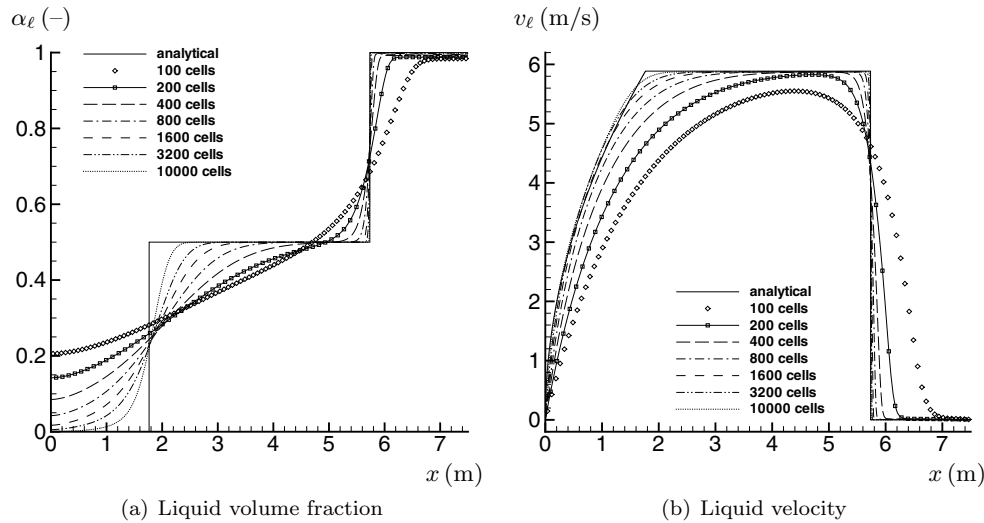 αℓ (–)
1
0.8
0.6
0.4
0.2
0
analytical
100 cells
200 cells
400 cells
800 cells
1600 cells
3200 cells
10000 cells
0 1 2 3 4 5 6 7
x (m)
(a) Liquid volume fraction
vℓ (m/s)
6
5
4
3
2
1
0
analytical
100 cells
200 cells
400 cells
800 cells
1600 cells
3200 cells
10000 cells
0 1 2 3 4 5 6 7
x (m)
(b) Liquid velocity